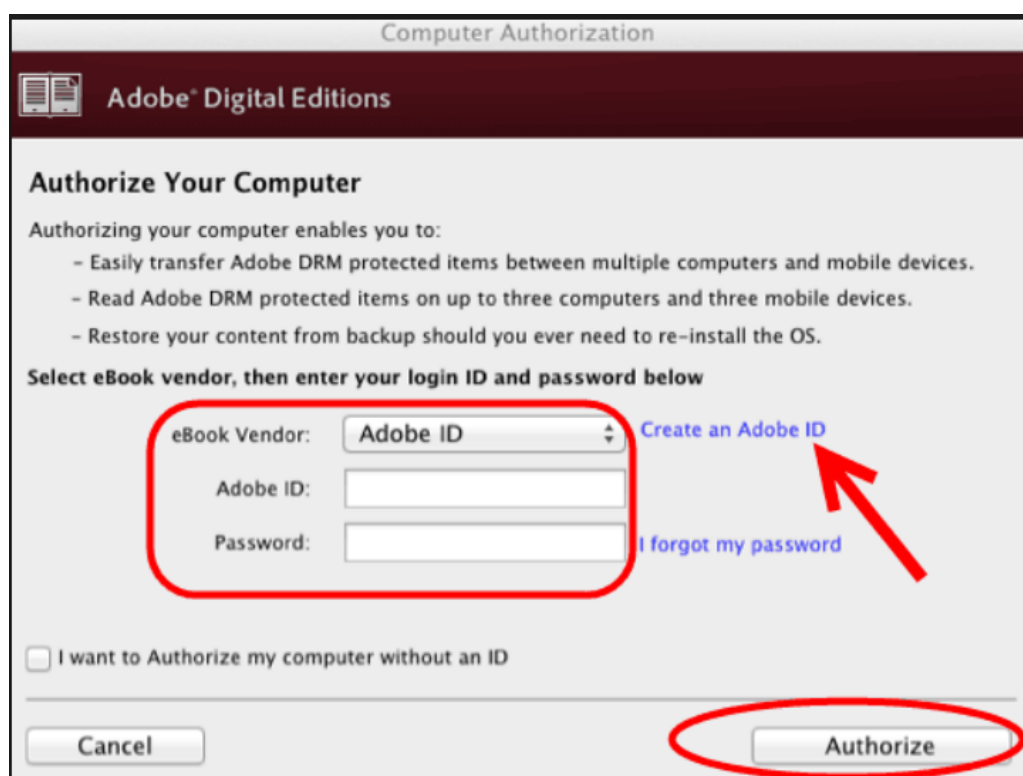 Computer Authorization
Adobe® Digital Editions
Authorize Your Computer
Authorizing your computer enables you to:
– Easily transfer Adobe DRM protected items between multiple computers and mobile devices.
– Read Adobe DRM protected items on up to three computers and three mobile devices.
– Restore your content from backup should you ever need to re-install the OS.
Select eBook vendor, then enter your login ID and password below
eBook Vendor: Adobe ID Create an Adobe ID
Adobe ID:
Password: I forgot my password
I want to Authorize my computer without an ID
Cancel Authorize